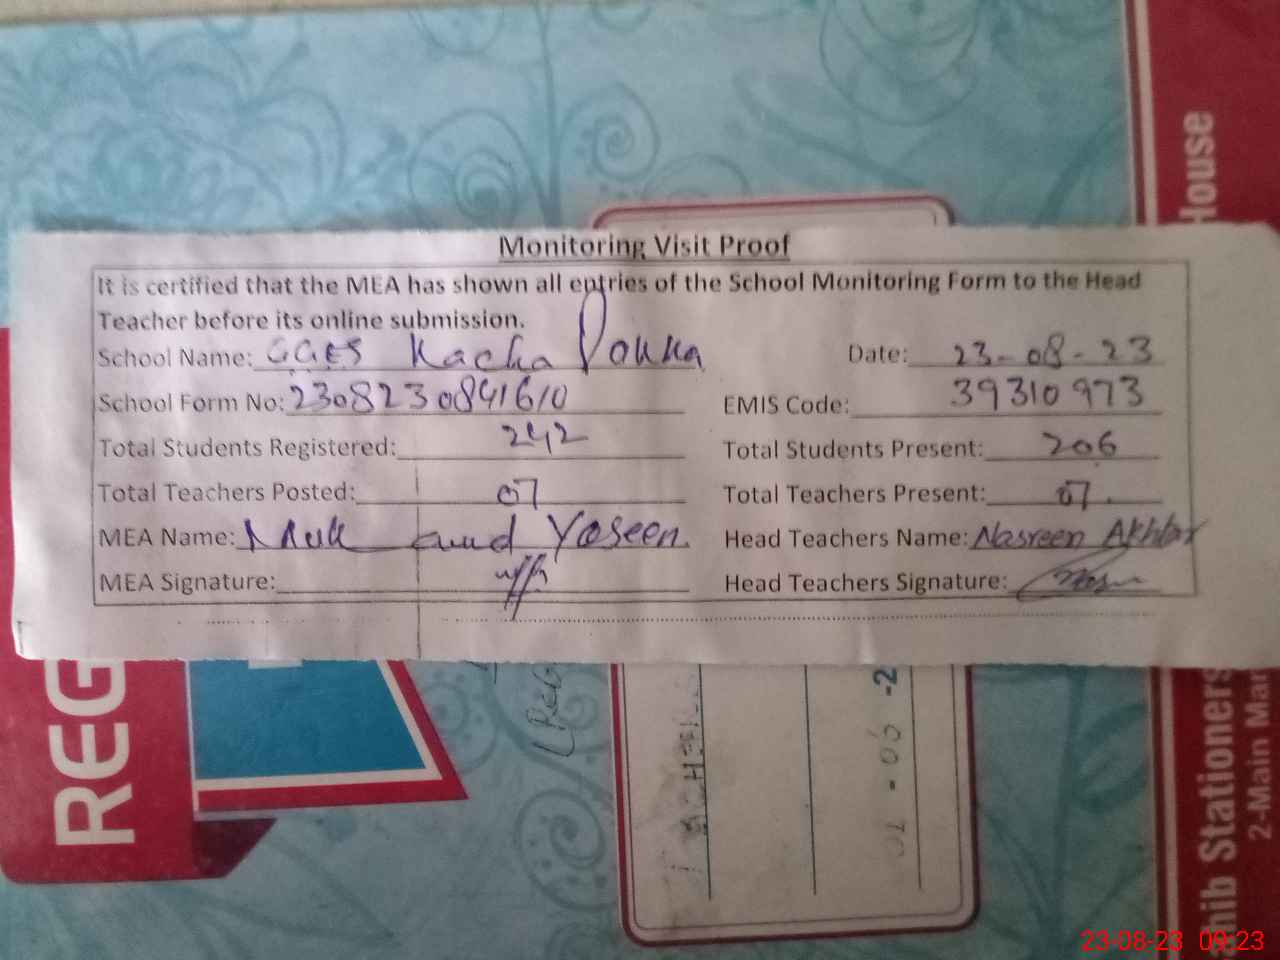 Monitoring Visit Proof
It is certified that the MEA has shown all entries of the School Monitoring Form to the Head
Teacher before its online submission.
School Name: GGES Kacha Pakka Date: 23-08-23
School Form No: 2308230841610 EMIS Code: 39310973
Total Students Registered: 242 Total Students Present: 206
Total Teachers Posted: 07 Total Teachers Present: 07.
MEA Name: Yaseen. Head Teachers Name: Nasreen Akhtar
MEA Signature: Head Teachers Signature:
REG
House
Stationers
2-Main Mar
23-08-23 09:23